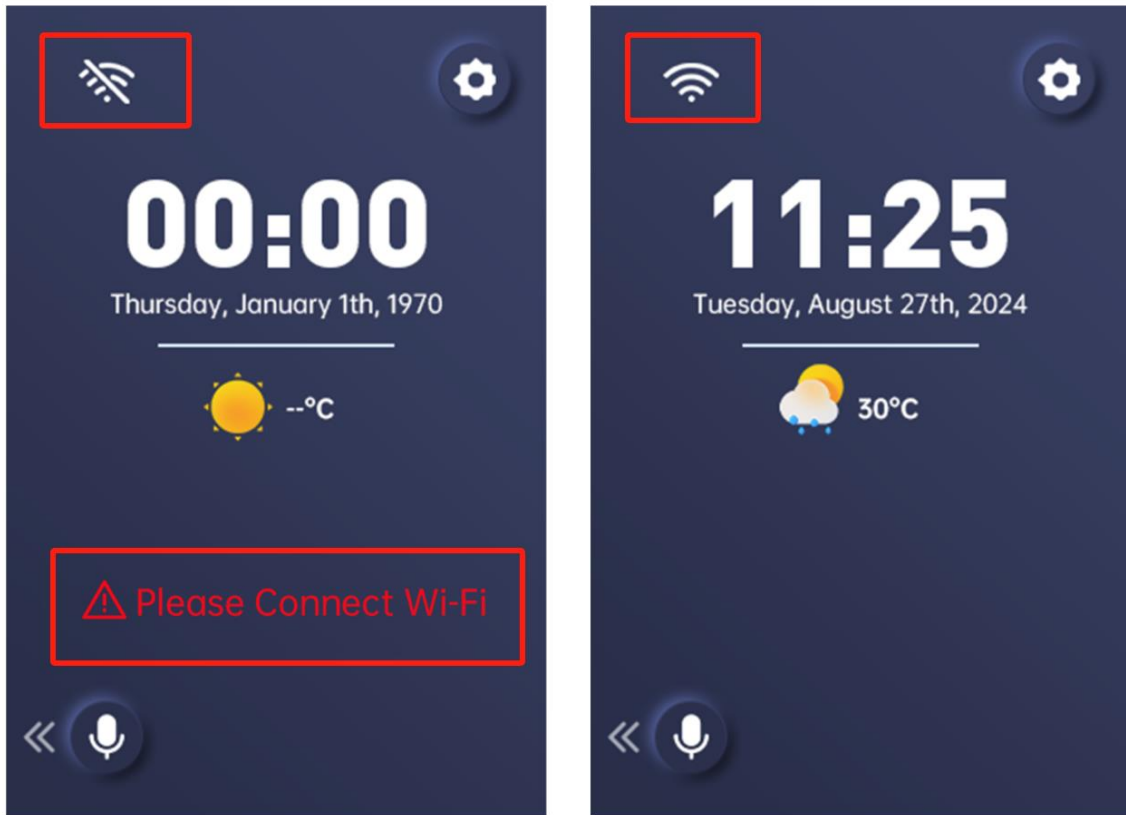 00:00
Thursday, January 1th, 1970
--°C
Please Connect Wi-Fi
11:25
Tuesday, August 27th, 2024
30°C